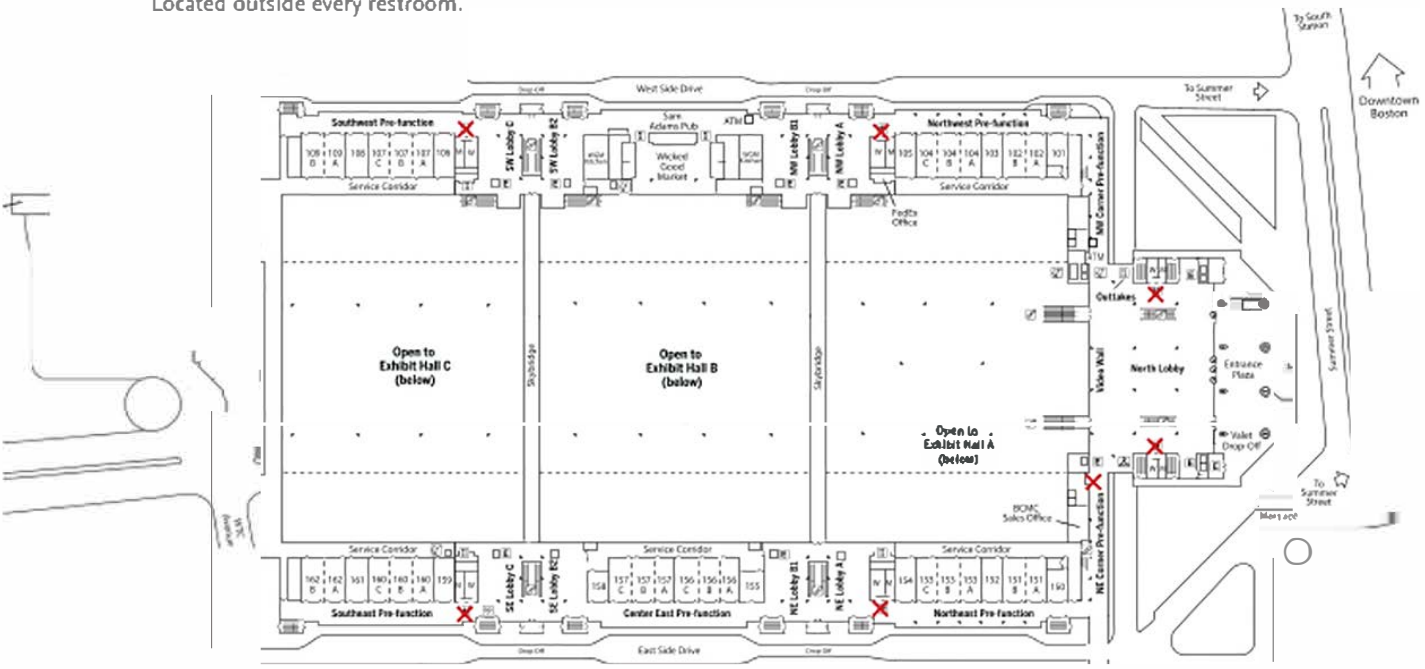 Located outside every restroom.
To South
Station
Downtown
Boston
To Summer
Street
Drop Off
West Side Drive
Drop Off
Southwest Pre-function
SW Lobby C
SW Lobby B2
Sam
Adams Pub
ATM
NW Lobby B1
NW Lobby A
Northwest Pre-function
109
B
109
A
108
107
C
107
B
107
A
106
M
W
Wicked
Good
Market
W
M
105
104
C
104
B
104
A
103
102
B
102
A
101
Service Corridor
Service Corridor
NW Corner Pre-function
FedEx
Office
ATM
Outtakes
Open to
Exhibit Hall C
(below)
Skybridge
Open to
Exhibit Hall B
(below)
Skybridge
Open to
Exhibit Hall A
(below)
Video Wall
North Lobby
Entrance
Plaza
Summer Street
Valet
Drop Off
To
Summer
Street
BCMC
Sales Office
NE Corner Pre-function
WTC
Avenue
Service Corridor
Service Corridor
Service Corridor
162
B
162
A
161
160
C
160
B
160
A
159
M
W
SE Lobby C
SE Lobby B2
158
157
C
157
B
157
A
156
C
156
B
156
A
155
NE Lobby B1
NE Lobby A
W
M
154
153
C
153
B
153
A
152
151
B
151
A
150
Southeast Pre-function
Center East Pre-function
Northeast Pre-function
Drop Off
East Side Drive
Drop Off